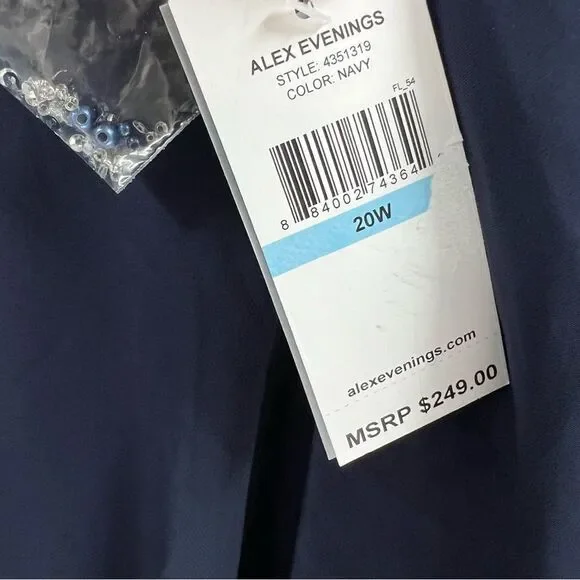 ALEX EVENINGS
STYLE: 4351319
COLOR: NAVY
FL_54
8 84002 74364
20W
alexevenings.com
MSRP $249.00